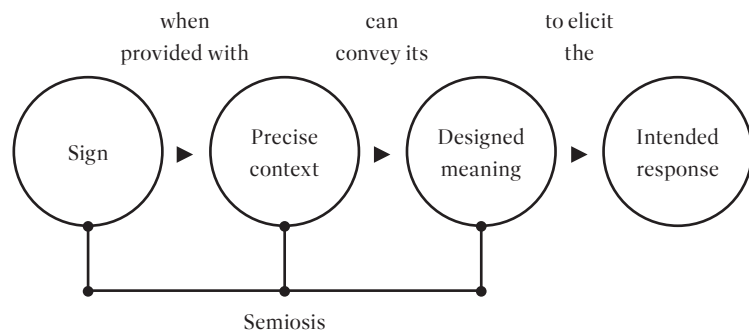 when
provided with
can
convey its
to elicit
the
Sign
Precise
context
Designed
meaning
Intended
response
Semiosis